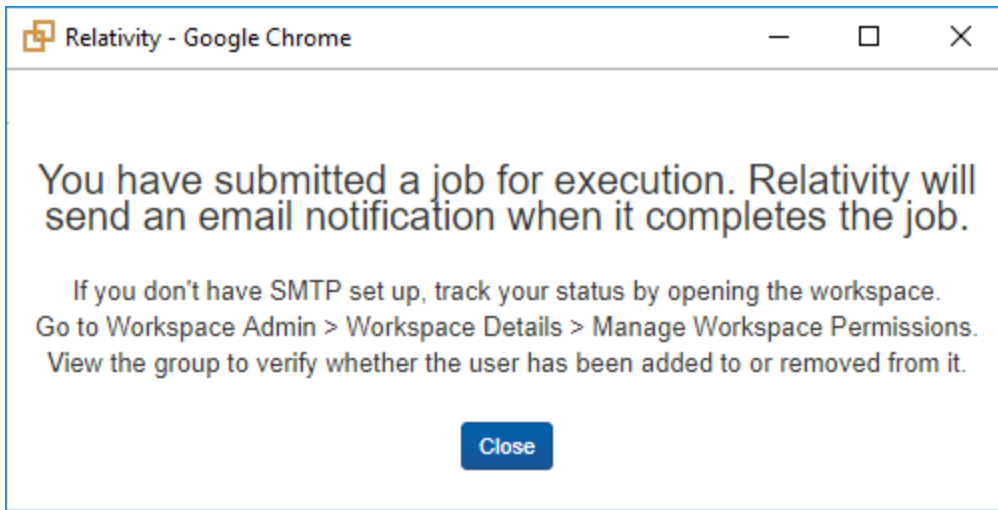 Relativity - Google Chrome
You have submitted a job for execution. Relativity will
send an email notification when it completes the job.
If you don't have SMTP set up, track your status by opening the workspace.
Go to Workspace Admin > Workspace Details > Manage Workspace Permissions.
View the group to verify whether the user has been added to or removed from it.
Close